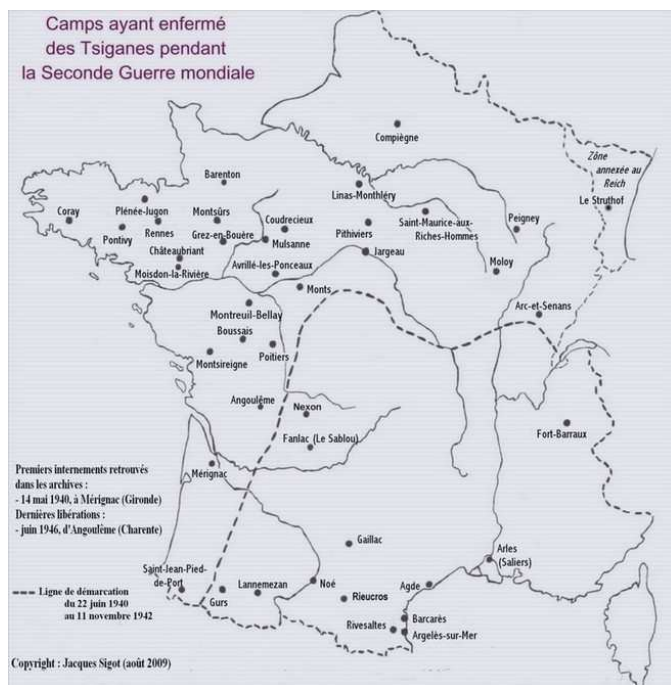 Camps ayant enfermé
des Tsiganes pendant
la Seconde Guerre mondiale
Compiègne
Zône
annexée au
Reich
Le Struthof
Barenton
Linas-Monthléry
Coray
Plénée-Jugon
Pontivy
Rennes
Montsûrs
Grez-en-Bouère
Coudrecieux
Mulsanne
Pithiviers
Saint-Maurice-aux-
Riches-Hommes
Peigney
Châteaubriant
Moisdon-la-Rivière
Avrillé-les-Ponceaux
Jargeau
Moloy
Monts
Montreuil-Bellay
Arc-et-Senans
Boussais
Poitiers
Montsireigne
Angoulême
Nexon
Fanlac (Le Sablou)
Fort-Barraux
Mérignac
Premiers internements retrouvés
dans les archives :
- 14 mai 1940, à Mérignac (Gironde)
Dernières libérations :
- juin 1946, d'Angoulême (Charente)
Gaillac
Arles
(Saliers)
Saint-Jean-Pied-
de-Port
Gurs
Lannemezan
Noé
Rieucros
Agde
Barcarès
Rivesaltes
Argelès-sur-Mer
Ligne de démarcation
du 22 juin 1940
au 11 novembre 1942
Copyright : Jacques Sigot (août 2009)